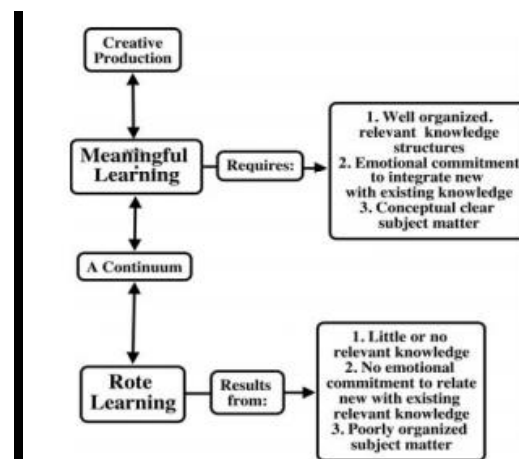 Creative
Production
Meaningful
Learning
Requires:
1. Well organized,
relevant knowledge
structures
2. Emotional commitment
to integrate new
with existing knowledge
3. Conceptual clear
subject matter
A Continuum
Rote
Learning
Results
from:
1. Little or no
relevant knowledge
2. No emotional
commitment to relate
new with existing
relevant knowledge
3. Poorly organized
subject matter